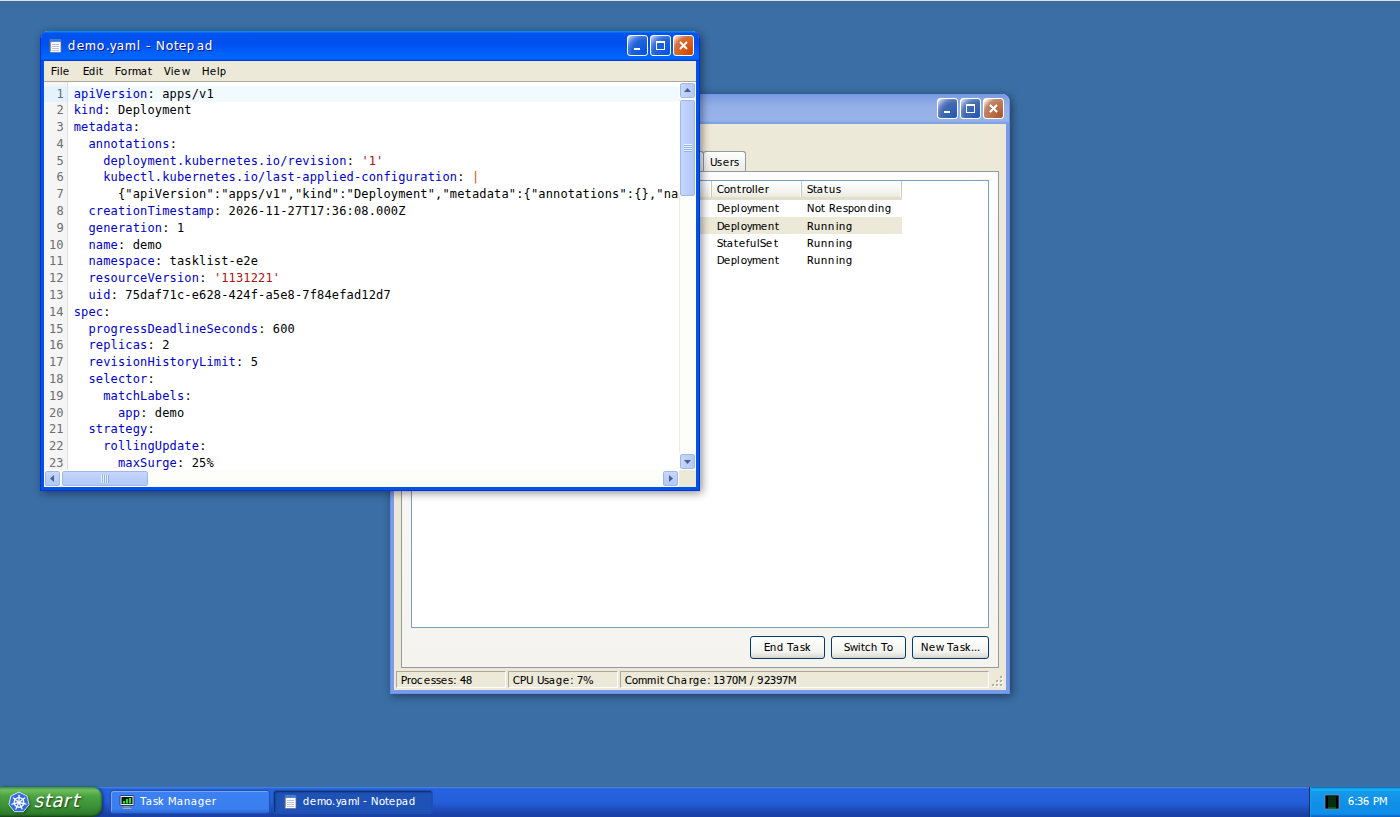 demo.yaml - Notepad
File Edit Format View Help
1 apiVersion: apps/v1
2 kind: Deployment
3 metadata:
4   annotations:
5     deployment.kubernetes.io/revision: '1'
6     kubectl.kubernetes.io/last-applied-configuration: |
7       {"apiVersion":"apps/v1","kind":"Deployment","metadata":{"annotations":{},"na
8   creationTimestamp: 2026-11-27T17:36:08.000Z
9   generation: 1
10   name: demo
11   namespace: tasklist-e2e
12   resourceVersion: '1131221'
13   uid: 75daf71c-e628-424f-a5e8-7f84efad12d7
14 spec:
15   progressDeadlineSeconds: 600
16   replicas: 2
17   revisionHistoryLimit: 5
18   selector:
19     matchLabels:
20       app: demo
21   strategy:
22     rollingUpdate:
23       maxSurge: 25%
Users
Controller Status
Deployment Not Responding
Deployment Running
StatefulSet Running
Deployment Running
End Task Switch To New Task...
Processes: 48 CPU Usage: 7% Commit Charge: 1370M / 92397M
start Task Manager demo.yaml - Notepad 6:36 PM